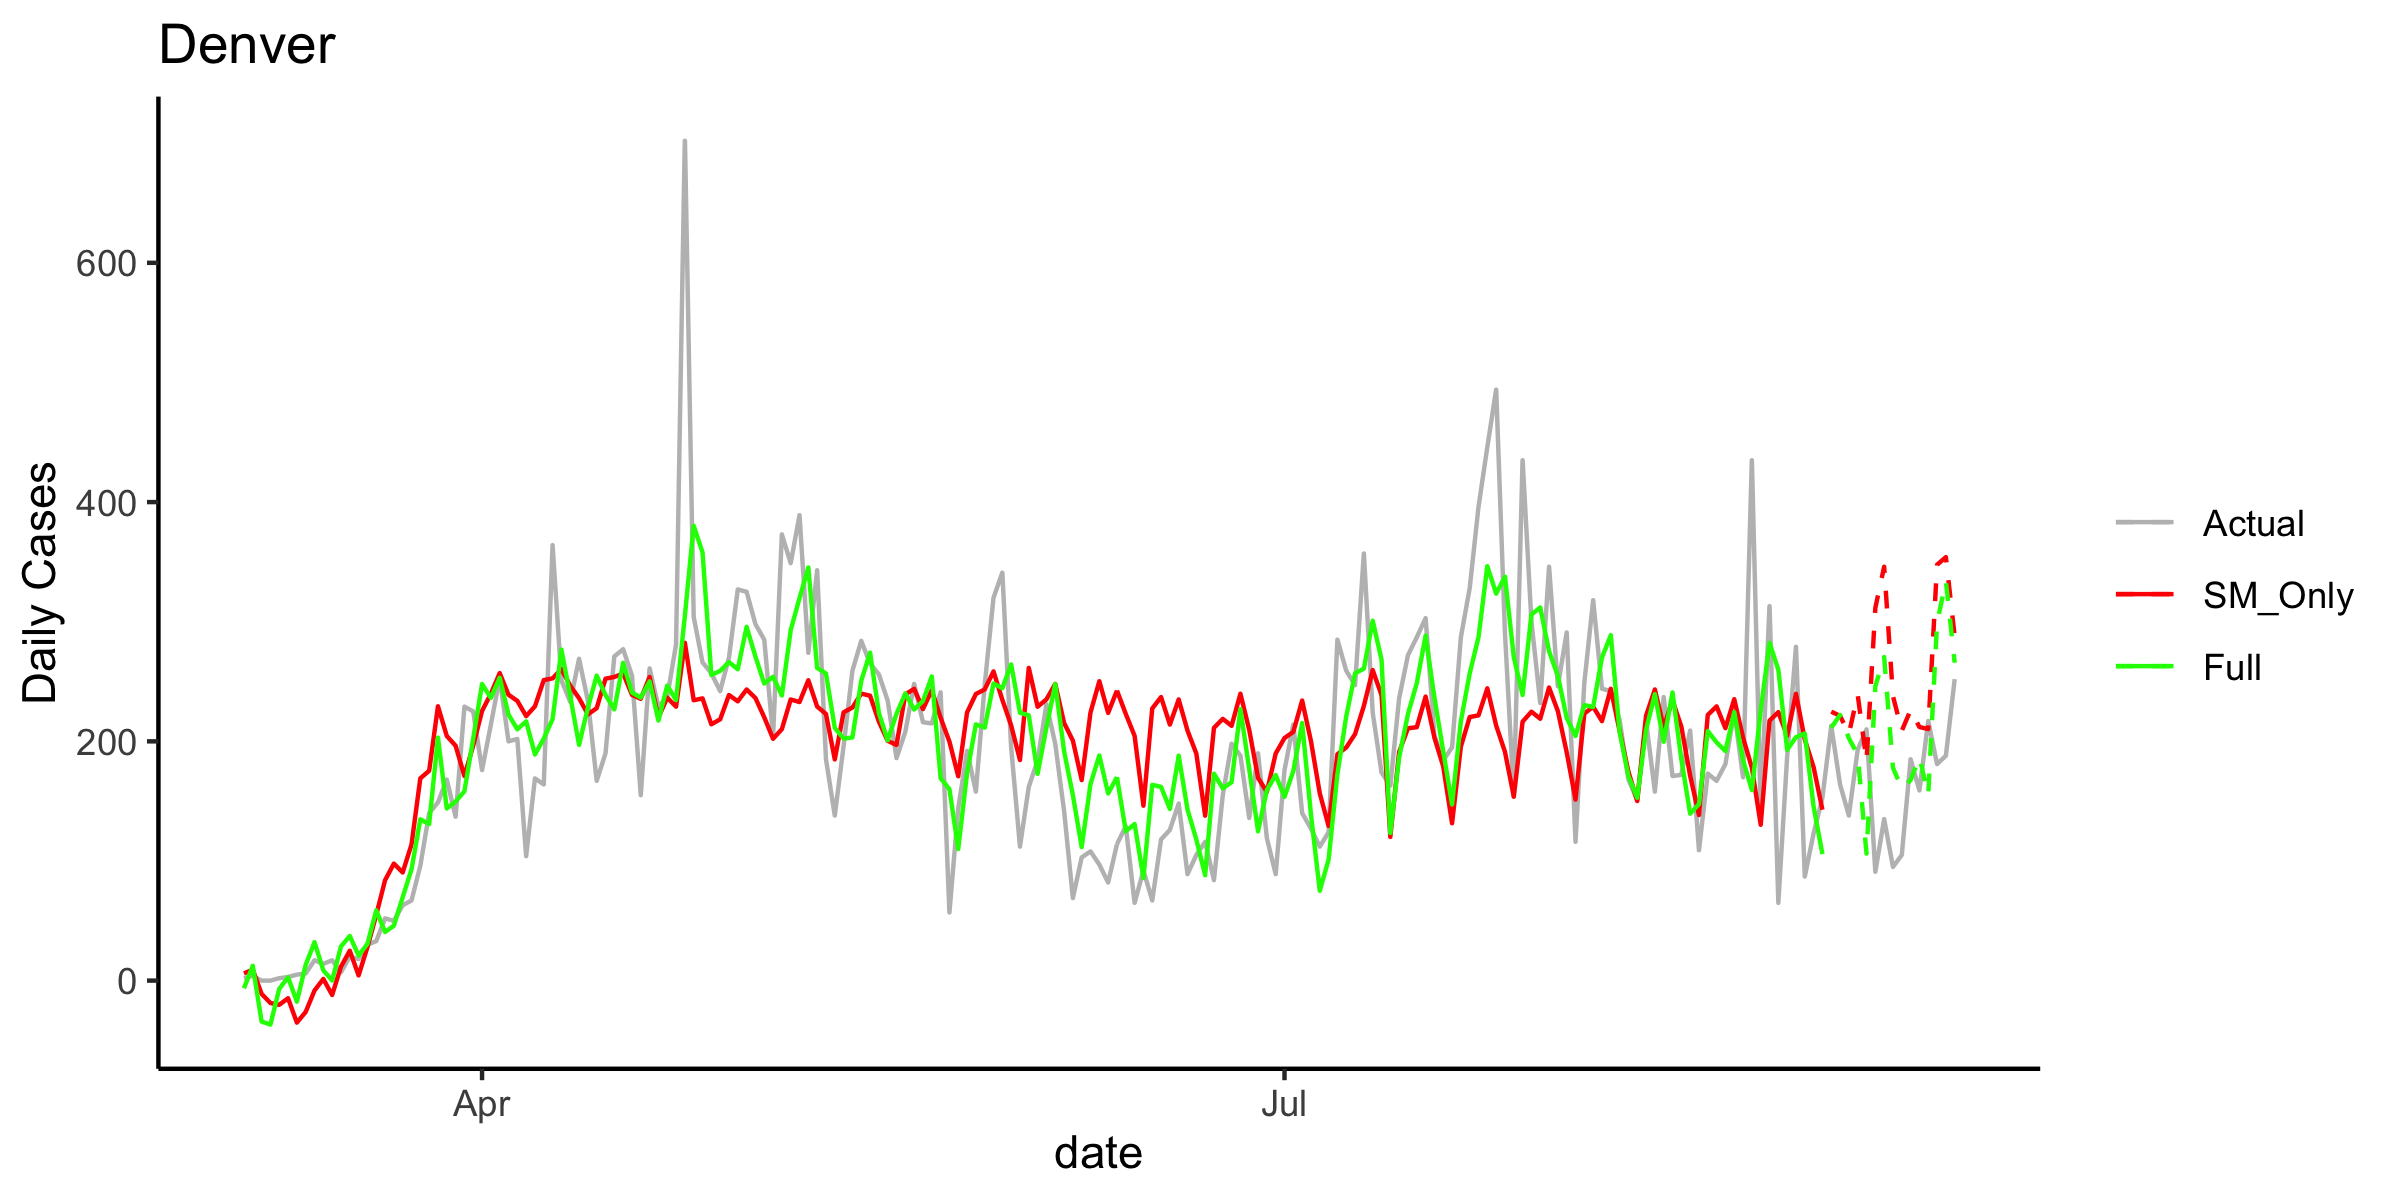 Denver
Daily Cases
600
400
200
0
Apr
Jul
date
Actual
SM_Only
Full